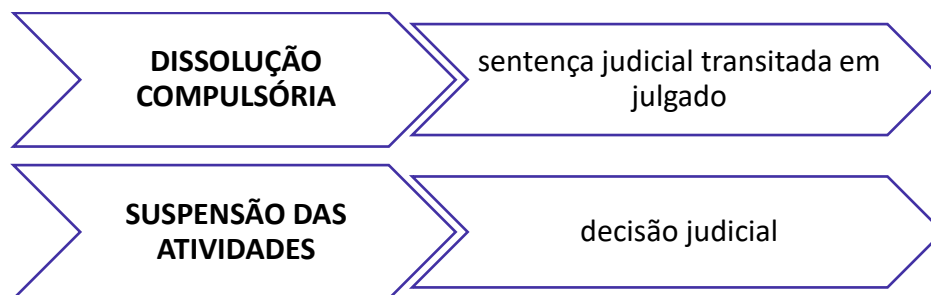 DISSOLUÇÃO
COMPULSÓRIA
sentença judicial transitada em
julgado
SUSPENSÃO DAS
ATIVIDADES
decisão judicial